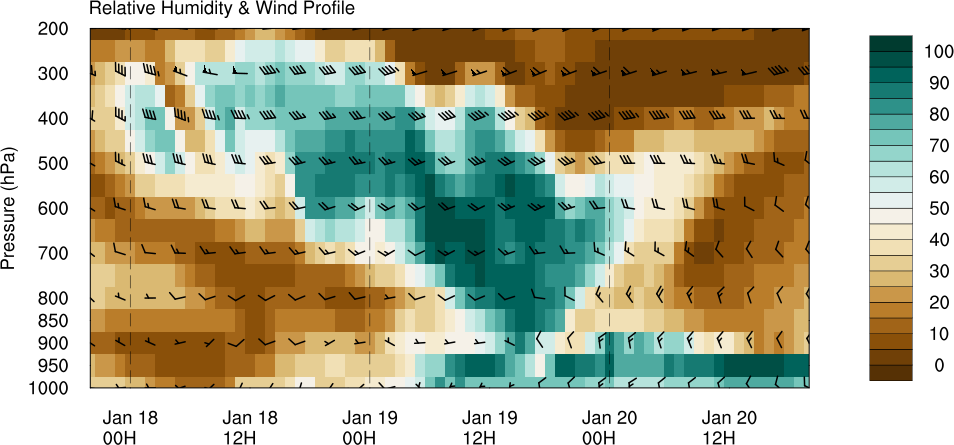 Relative Humidity & Wind Profile
Pressure (hPa)
200
300
400
500
600
700
800
850
900
950
1000
Jan 18
00H
Jan 18
12H
Jan 19
00H
Jan 19
12H
Jan 20
00H
Jan 20
12H
100
90
80
70
60
50
40
30
20
10
0